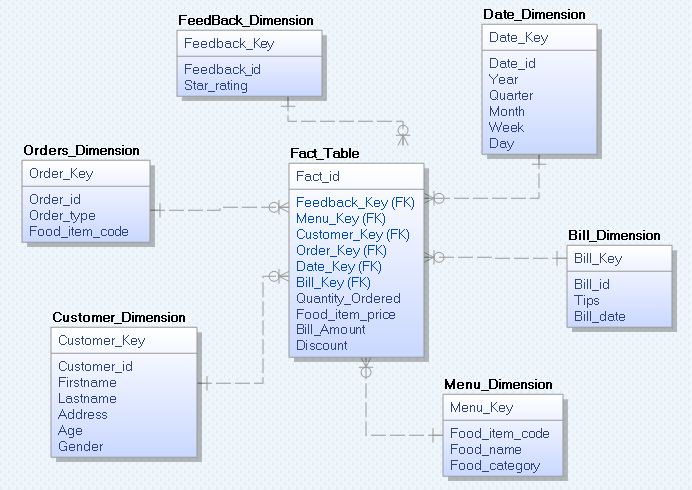 FeedBack_Dimension
Feedback_Key
Feedback_id
Star_rating
Date_Dimension
Date_Key
Date_id
Year
Quarter
Month
Week
Day
Orders_Dimension
Order_Key
Order_id
Order_type
Food_item_code
Fact_Table
Fact_id
Feedback_Key (FK)
Menu_Key (FK)
Customer_Key (FK)
Order_Key (FK)
Date_Key (FK)
Bill_Key (FK)
Quantity_Ordered
Food_item_price
Bill_Amount
Discount
Bill_Dimension
Bill_Key
Bill_id
Tips
Bill_date
Customer_Dimension
Customer_Key
Customer_id
Firstname
Lastname
Address
Age
Gender
Menu_Dimension
Menu_Key
Food_item_code
Food_name
Food_category